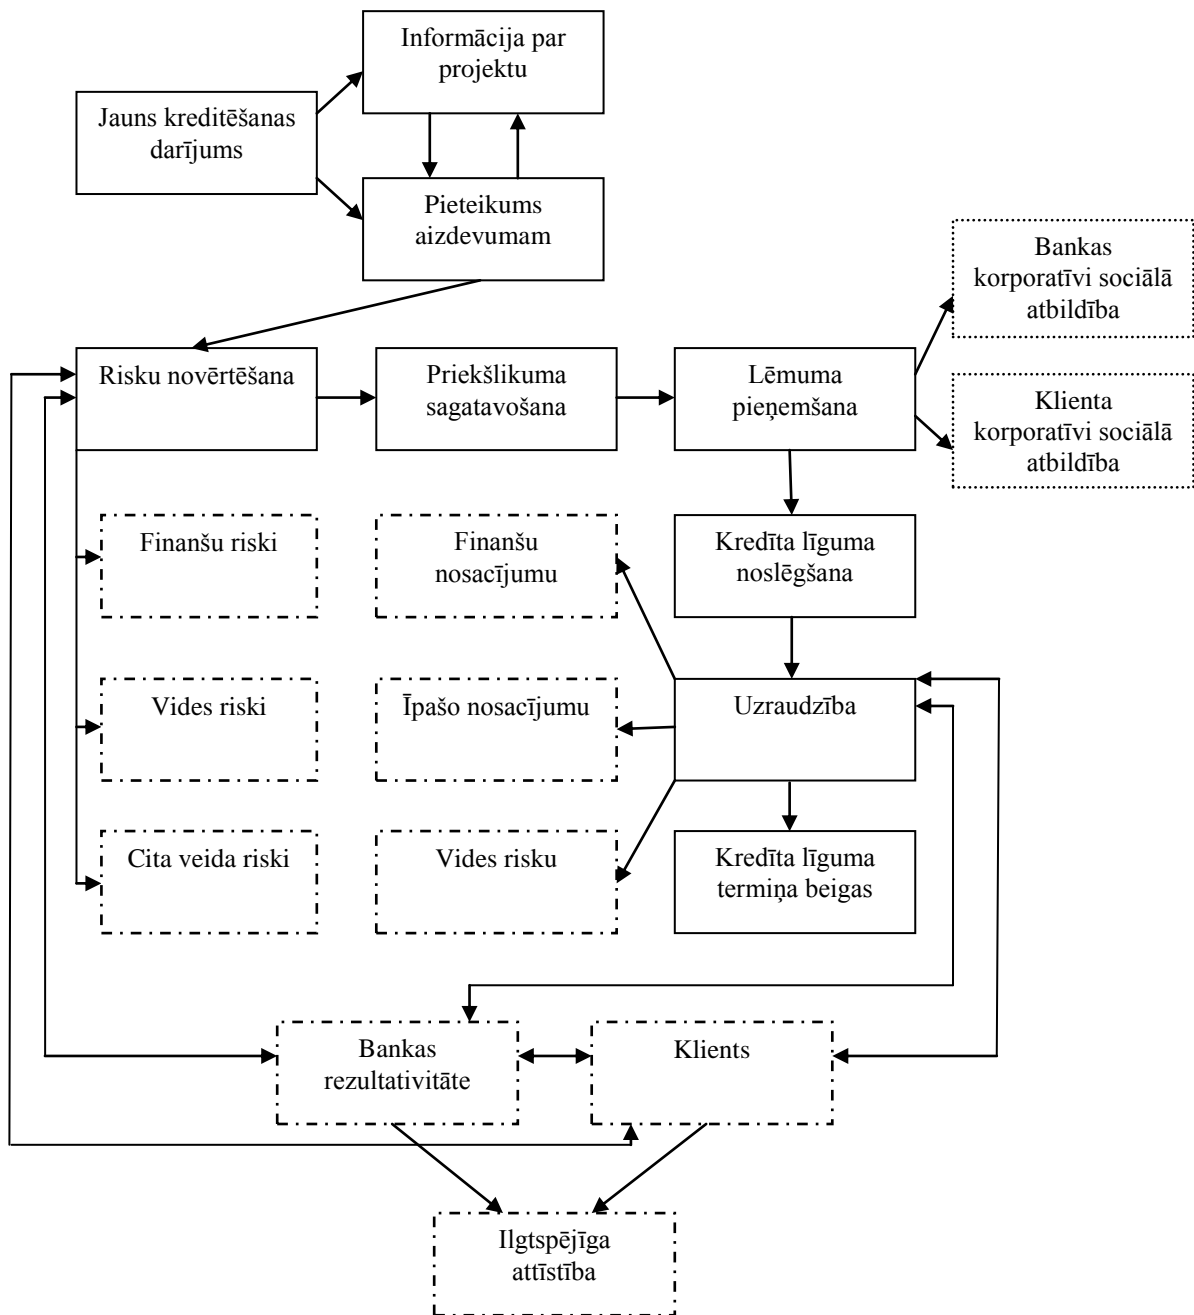 Informācija par
projektu
Jauns kreditēšanas
darījums
Pieteikums
aizdevumam
Bankas
korporatīvi sociālā
atbildība
Risku novērtēšana
Priekšlikuma
sagatavošana
Lēmuma
pieņemšana
Klienta
korporatīvi sociālā
atbildība
Finanšu riski
Finanšu
nosacījumu
Kredīta līguma
noslēgšana
Vides riski
Īpašo nosacījumu
Uzraudzība
Cita veida riski
Vides risku
Kredīta līguma
termiņa beigas
Bankas
rezultativitāte
Klients
Ilgtspējīga
attīstība